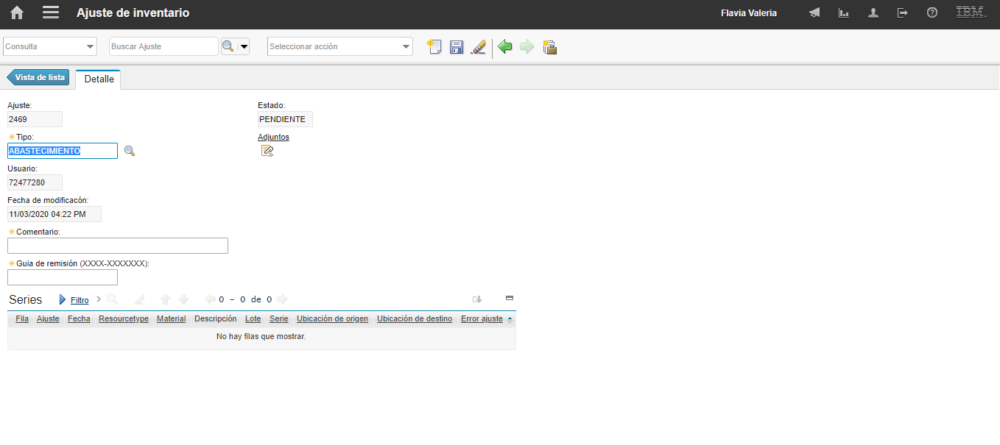 Ajuste de inventario
Flavia Valeria
IBM.
Consulta
Buscar Ajuste
Seleccionar acción
Vista de lista
Detalle
Ajuste:
2469
Estado:
PENDIENTE
Tipo:
ABASTECIMIENTO
Adjuntos
Usuario:
72477280
Fecha de modificacón:
11/03/2020 04:22 PM
Comentario:
Guia de remisión (XXXX-XXXXXXX):
Series Filtro 0 - 0 de 0
Fila Ajuste Fecha Resourcetype Material Descripción Lote Serie Ubicación de origen Ubicación de destino Error ajuste
No hay filas que mostrar.